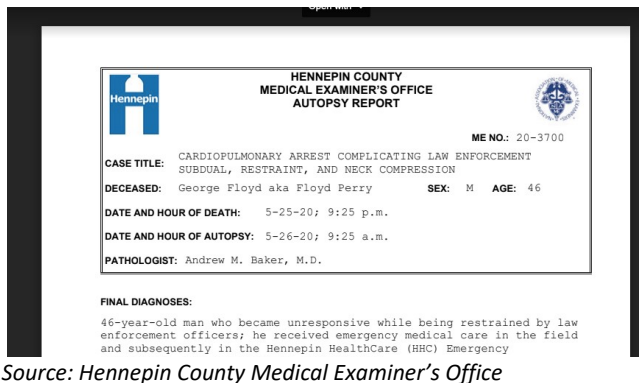 Open with
Hennepin
HENNEPIN COUNTY
MEDICAL EXAMINER'S OFFICE
AUTOPSY REPORT
ME NO.: 20-3700
CASE TITLE: CARDIOPULMONARY ARREST COMPLICATING LAW ENFORCEMENT
SUBDUAL, RESTRAINT, AND NECK COMPRESSION
DECEASED: George Floyd aka Floyd Perry SEX: M AGE: 46
DATE AND HOUR OF DEATH: 5-25-20; 9:25 p.m.
DATE AND HOUR OF AUTOPSY: 5-26-20; 9:25 a.m.
PATHOLOGIST: Andrew M. Baker, M.D.
FINAL DIAGNOSES:
46-year-old man who became unresponsive while being restrained by law
enforcement officers; he received emergency medical care in the field
and subsequently in the Hennepin HealthCare (HHC) Emergency
Source: Hennepin County Medical Examiner's Office